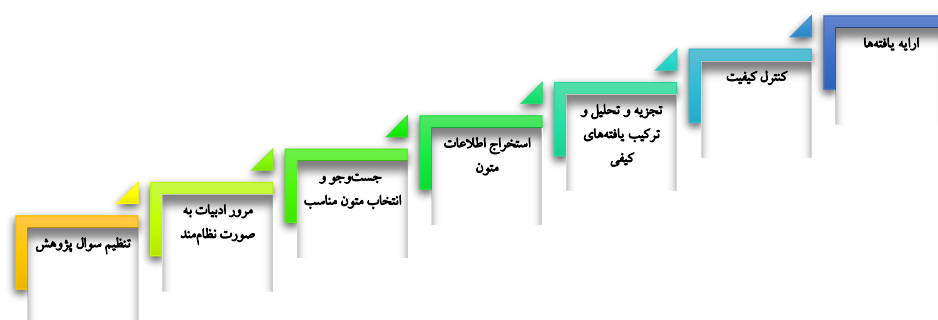 تنظیم سوال پژوهش
مرور ادبیات به
صورت نظام‌مند
جست‌وجو و
انتخاب متون مناسب
استخراج اطلاعات
متون
تجزیه و تحلیل و
ترکیب یافته‌های
کیفی
کنترل کیفیت
ارایه یافته‌ها